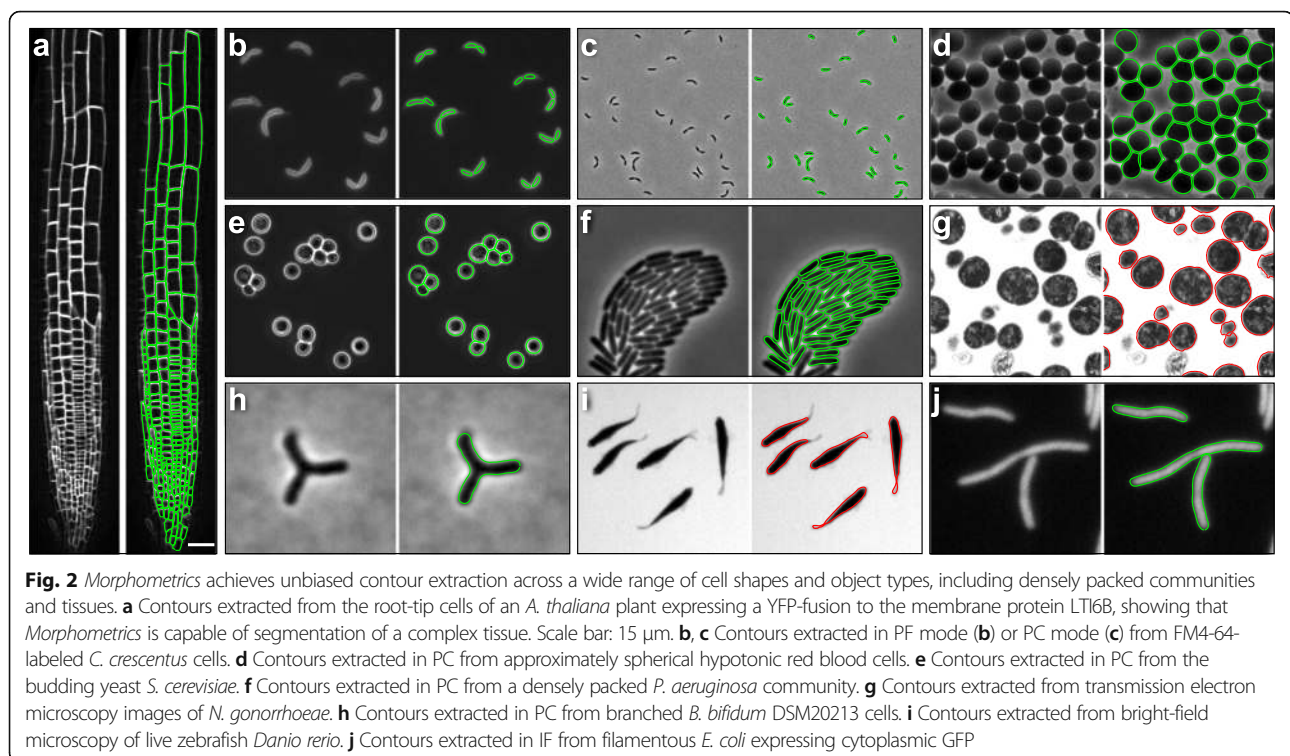 a
b
c
d
e
f
g
h
i
j
Fig. 2 Morphometrics achieves unbiased contour extraction across a wide range of cell shapes and object types, including densely packed communities
and tissues. a Contours extracted from the root-tip cells of an A. thaliana plant expressing a YFP-fusion to the membrane protein LTI6B, showing that
Morphometrics is capable of segmentation of a complex tissue. Scale bar: 15 μm. b, c Contours extracted in PF mode (b) or PC mode (c) from FM4-64-
labeled C. crescentus cells. d Contours extracted in PC from approximately spherical hypotonic red blood cells. e Contours extracted in PC from the
budding yeast S. cerevisiae. f Contours extracted in PC from a densely packed P. aeruginosa community. g Contours extracted from transmission electron
microscopy images of N. gonorrhoeae. h Contours extracted in PC from branched B. bifidum DSM20213 cells. i Contours extracted from bright-field
microscopy of live zebrafish Danio rerio. j Contours extracted in IF from filamentous E. coli expressing cytoplasmic GFP